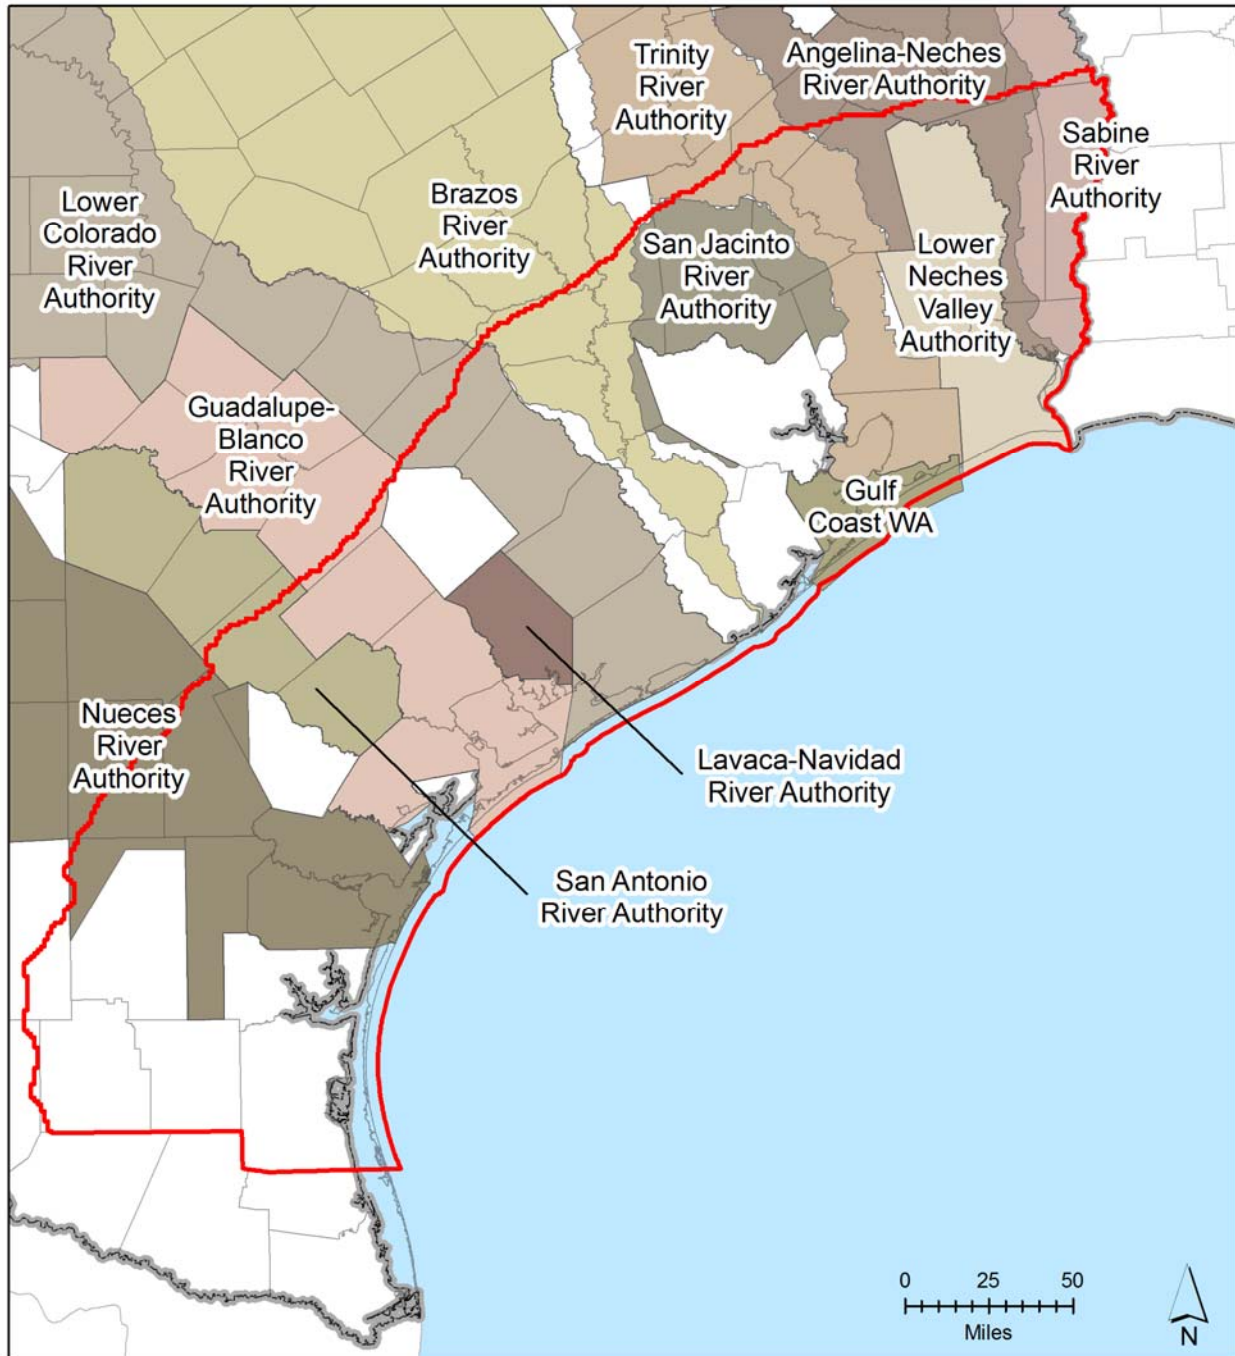 Trinity
River
Authority
Angelina-Neches
River Authority
Sabine
River
Authority
Lower
Colorado
River
Authority
Brazos
River
Authority
San Jacinto
River
Authority
Lower
Neches
Valley
Authority
Guadalupe-
Blanco
River
Authority
Gulf
Coast WA
Nueces
River
Authority
Lavaca-Navidad
River Authority
San Antonio
River Authority
0 25 50
Miles
N